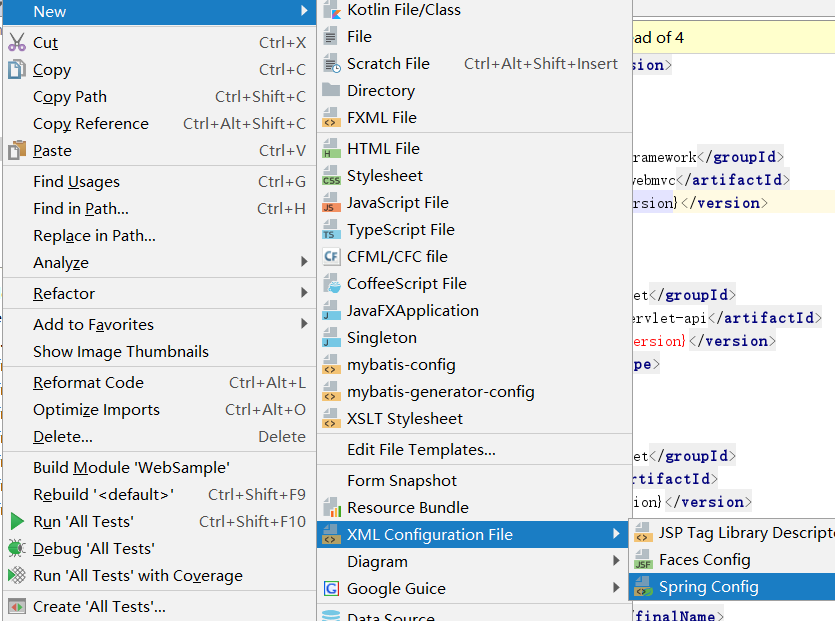 New
Cut Ctrl+X
Copy Ctrl+C
Copy Path Ctrl+Shift+C
Copy Reference Ctrl+Alt+Shift+C
Paste Ctrl+V
Find Usages Ctrl+G
Find in Path... Ctrl+H
Replace in Path...
Analyze
Refactor
Add to Favorites
Show Image Thumbnails
Reformat Code Ctrl+Alt+L
Optimize Imports Ctrl+Alt+O
Delete... Delete
Build Module 'WebSample'
Rebuild '<default>' Ctrl+Shift+F9
Run 'All Tests' Ctrl+Shift+F10
Debug 'All Tests'
Run 'All Tests' with Coverage
Create 'All Tests'...
Kotlin File/Class
File
Scratch File Ctrl+Alt+Shift+Insert
Directory
FXML File
HTML File
Stylesheet
JavaScript File
TypeScript File
CFML/CFC file
CoffeeScript File
JavaFXApplication
Singleton
mybatis-config
mybatis-generator-config
XSLT Stylesheet
Edit File Templates...
Form Snapshot
Resource Bundle
XML Configuration File
Diagram
Google Guice
Data Source
JSP Tag Library Descripto
Faces Config
Spring Config
ad of 4
sion>
ramework</groupId>
webmvc</artifactId>
rsion}</version>
et</groupId>
ervlet-api</artifactId>
ersion}</version>
pe>
et</groupId>
rtifactId>
ion}</version>
/finalName>